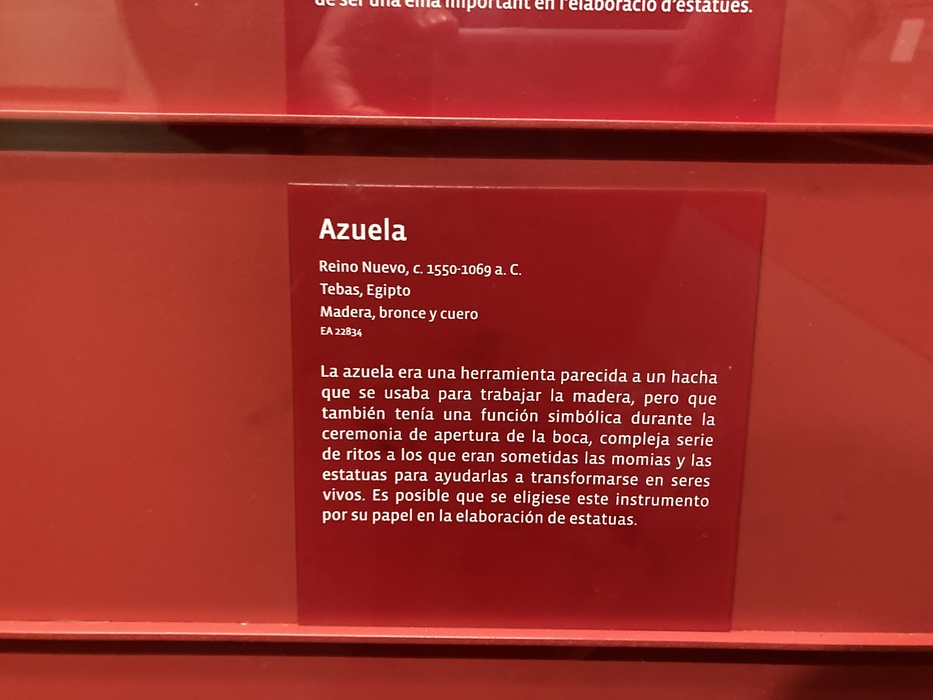 de ser una eina important en l'elaboració d'estatues.
Azuela
Reino Nuevo, c. 1550-1069 a. C.
Tebas, Egipto
Madera, bronce y cuero
EA 22834
La azuela era una herramienta parecida a un hacha
que se usaba para trabajar la madera, pero que
también tenía una función simbólica durante la
ceremonia de apertura de la boca, compleja serie
de ritos a los que eran sometidas las momias y las
estatuas para ayudarlas a transformarse en seres
vivos. Es posible que se eligiese este instrumento
por su papel en la elaboración de estatuas.